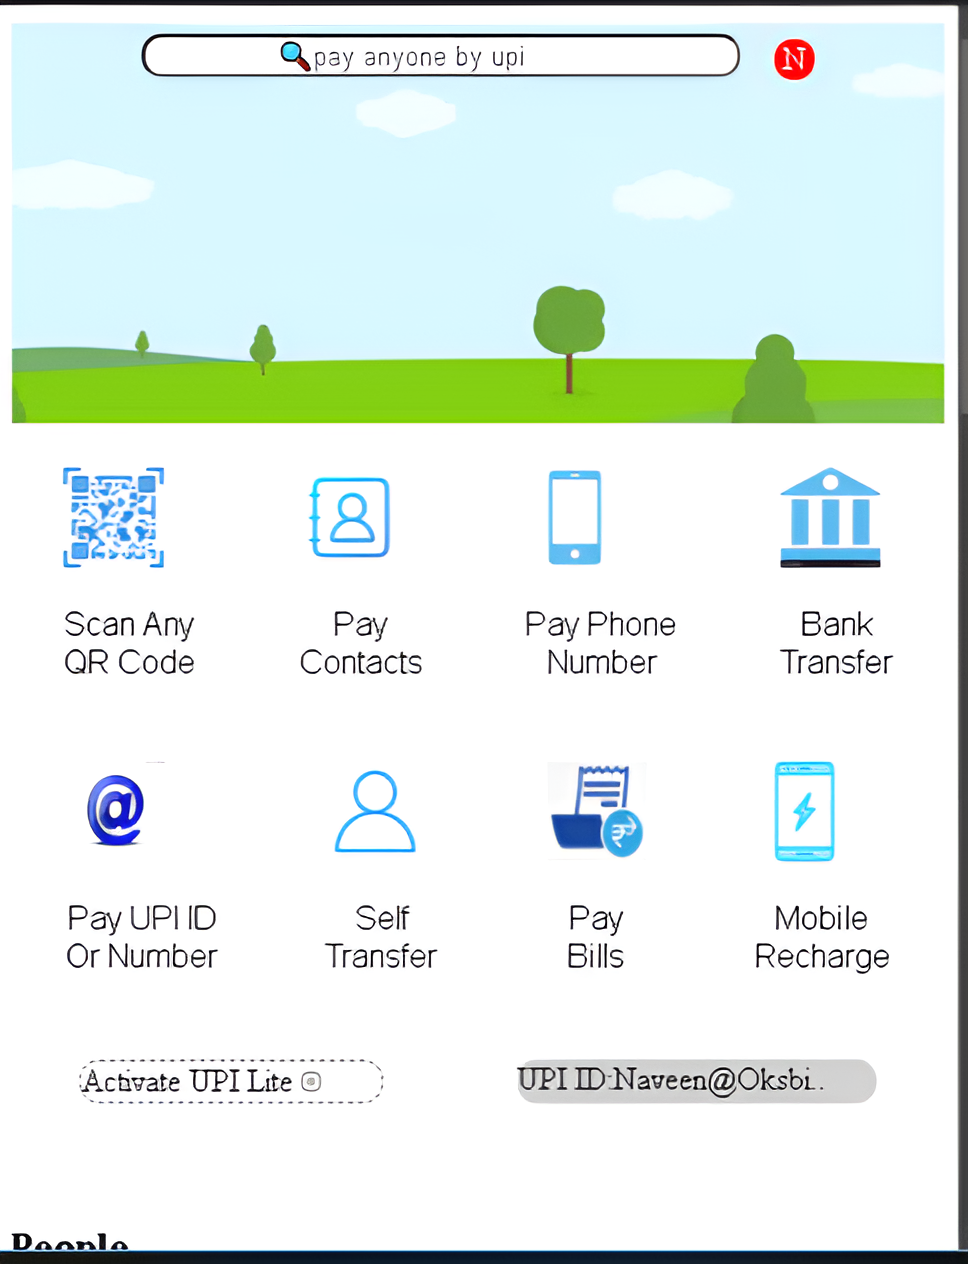 pay anyone by upi
N
Scan Any
QR Code
Pay
Contacts
Pay Phone
Number
Bank
Transfer
Pay UPI ID
Or Number
Self
Transfer
Pay
Bills
Mobile
Recharge
Activate UPI Lite
UPI ID:Naveen@Oksbi..
People